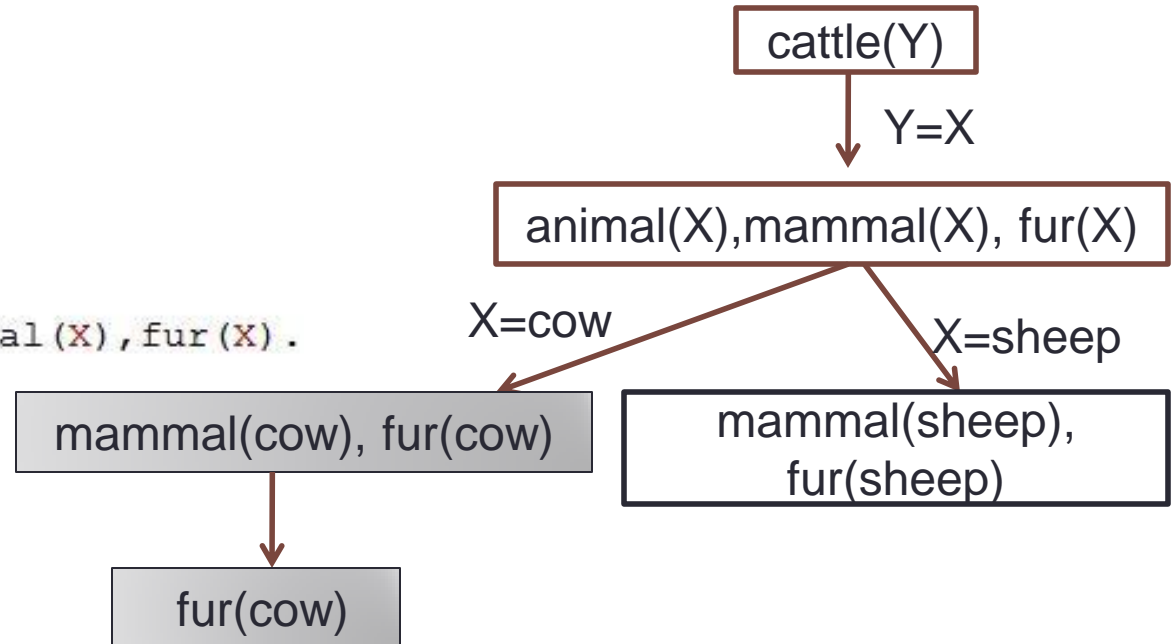 cattle(Y)
Y=X
animal(X),mammal(X), fur(X)
al(X),fur(X).
X=cow
X=sheep
mammal(cow), fur(cow)
mammal(sheep),
fur(sheep)
fur(cow)